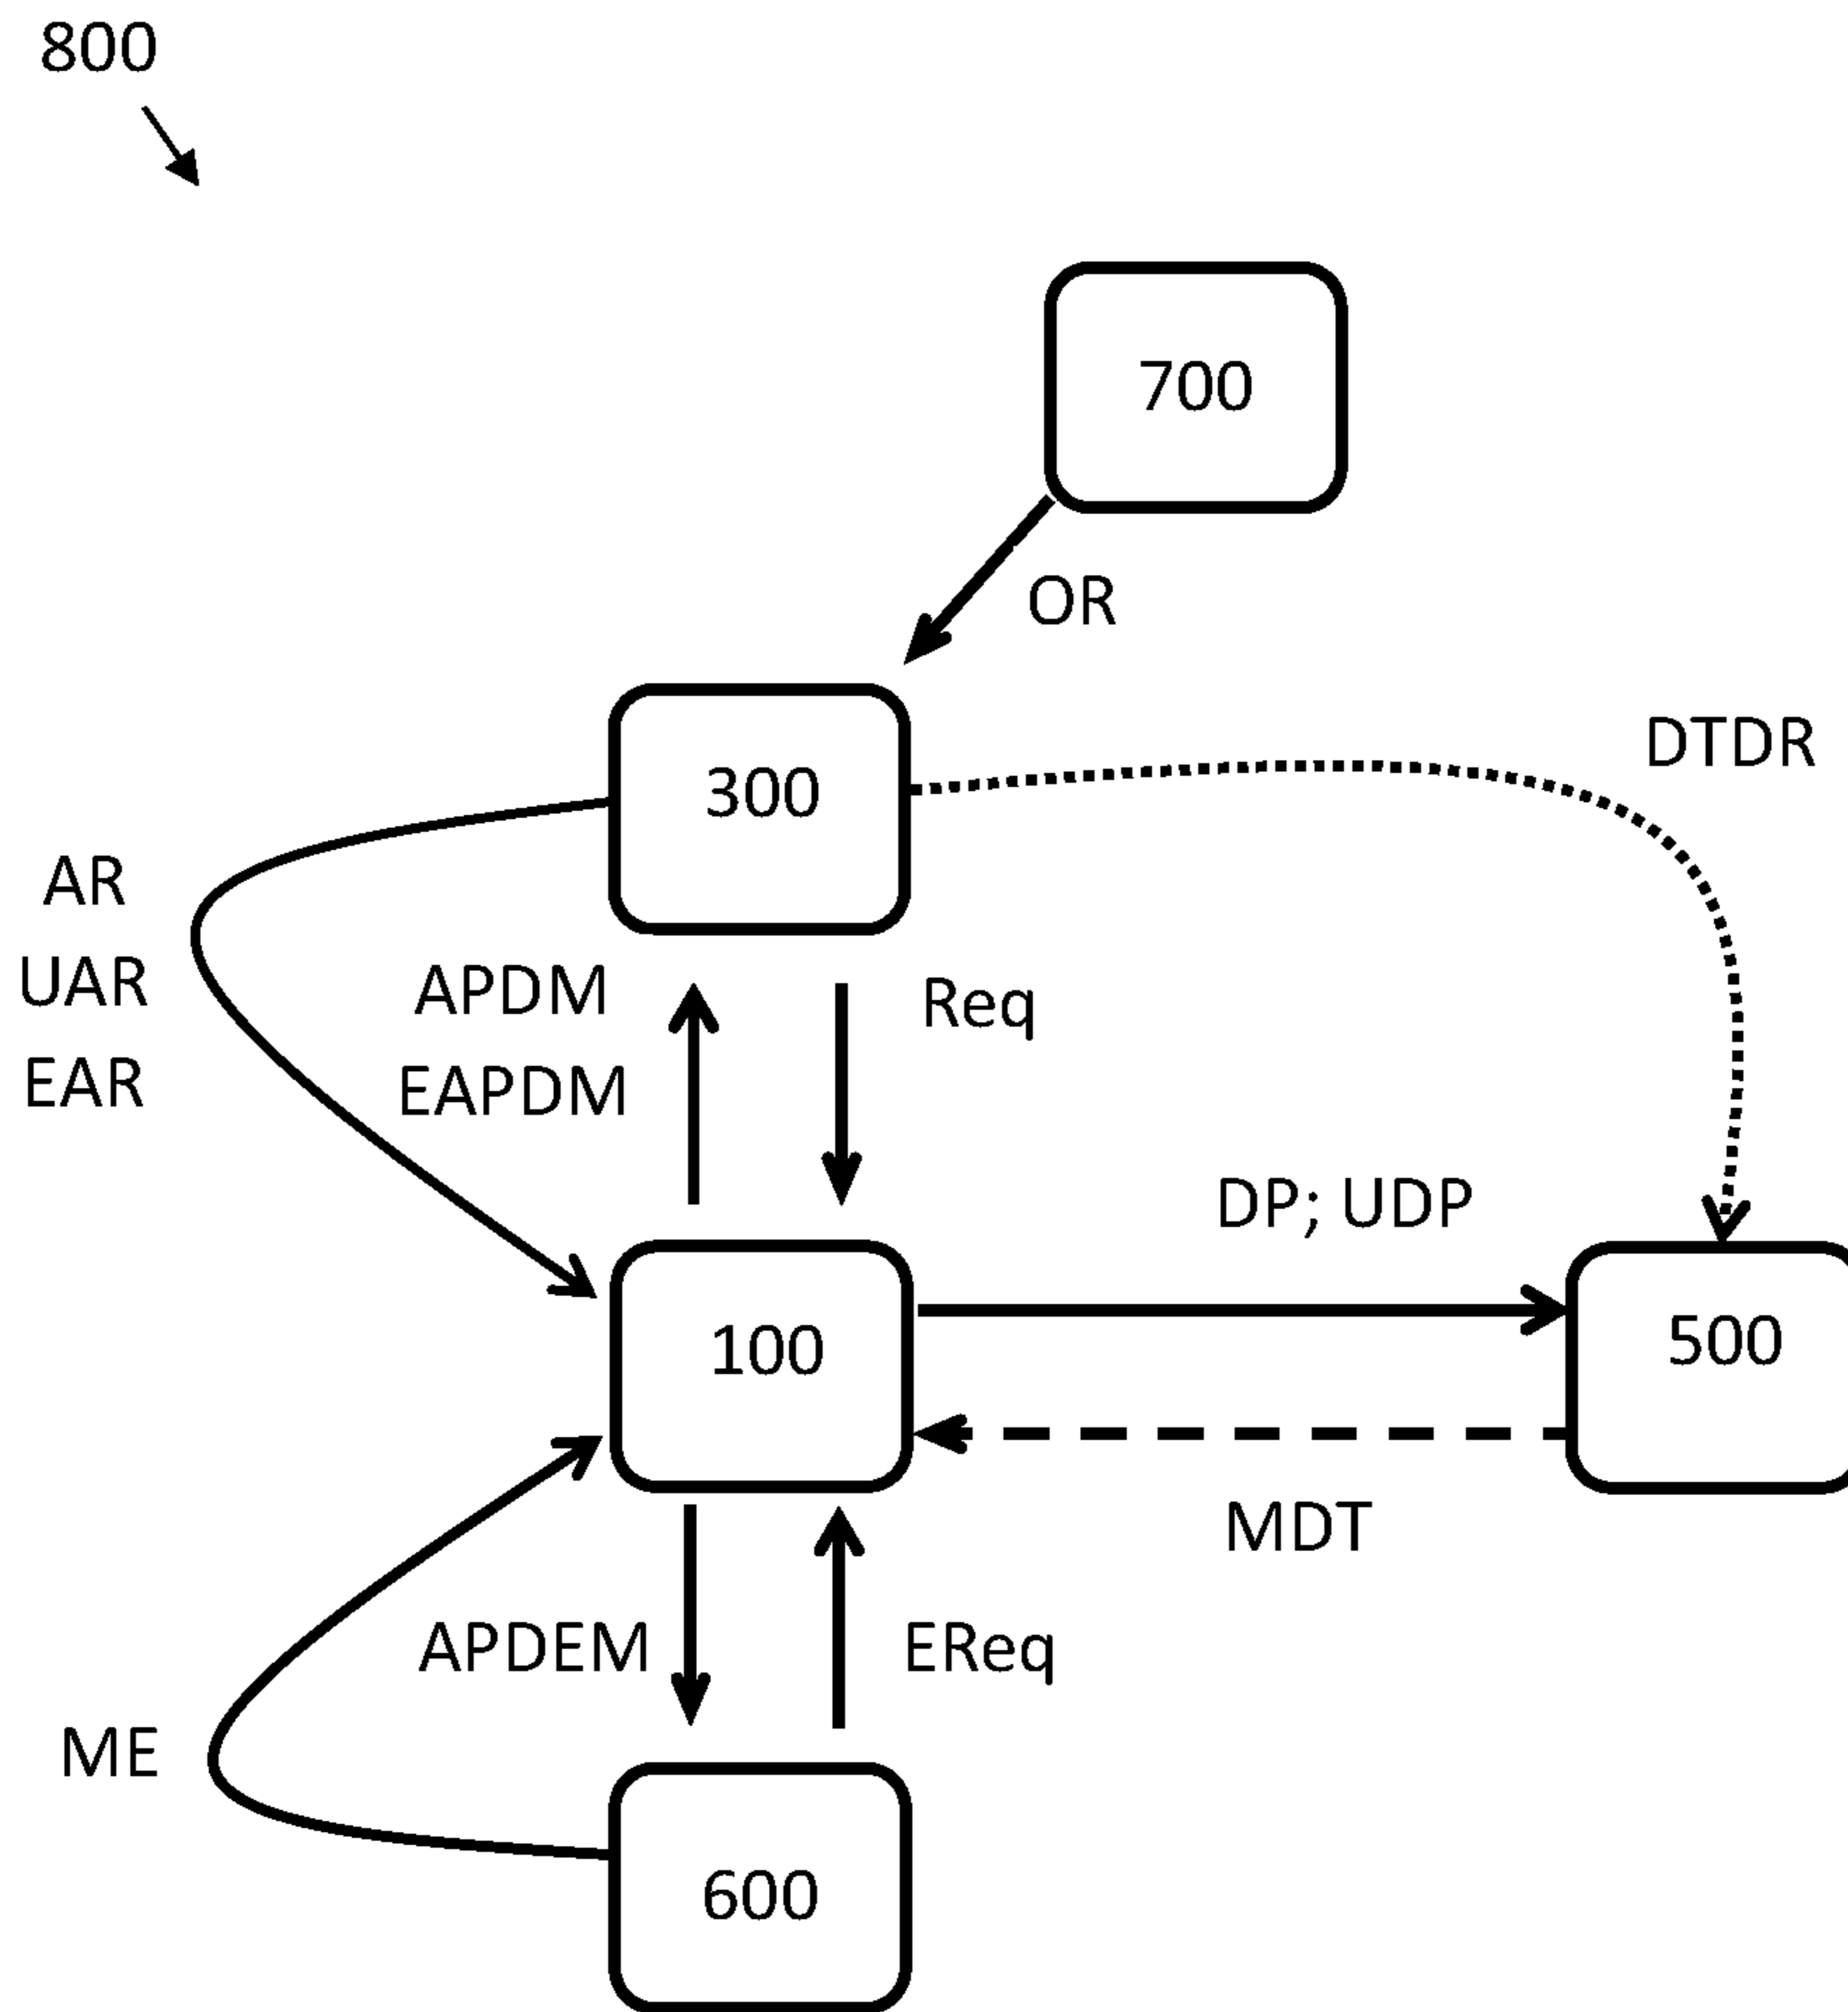 800
700
OR
DTDR
300
AR
UAR
EAR
APDM
EAPDM
Req
DP; UDP
100
500
MDT
APDEM
EReq
ME
600